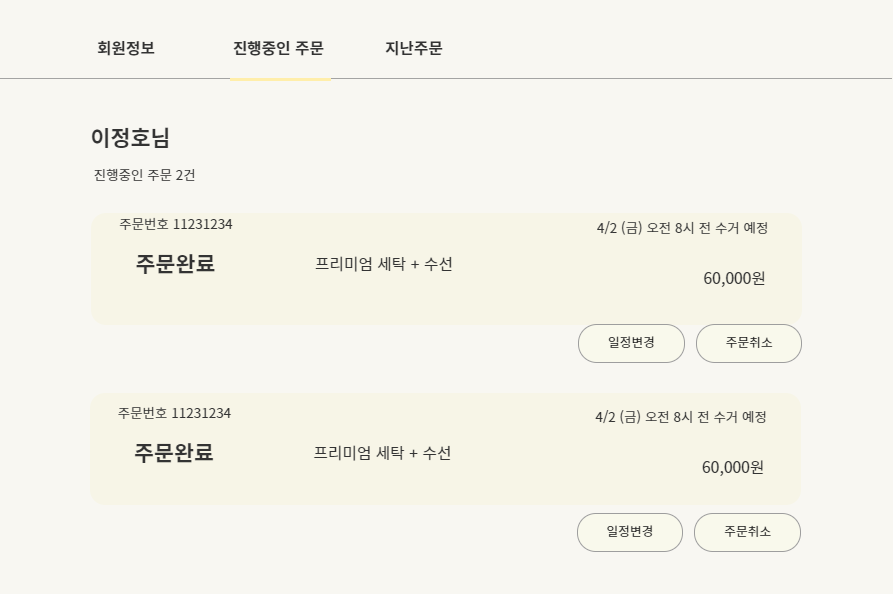 회원정보 진행중인 주문 지난주문
이정호님
진행중인 주문 2건
주문번호 11231234 4/2 (금) 오전 8시 전 수거 예정
주문완료 프리미엄 세탁 + 수선 60,000원
일정변경 주문취소
주문번호 11231234 4/2 (금) 오전 8시 전 수거 예정
주문완료 프리미엄 세탁 + 수선 60,000원
일정변경 주문취소